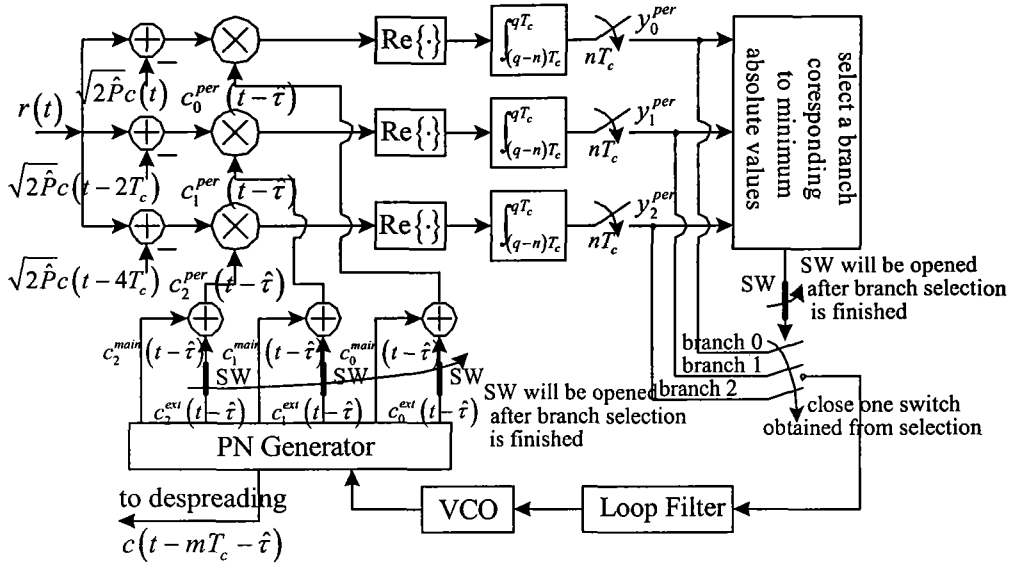 r(t)
√2P̂c(t)
√2P̂c(t−2T_c)
√2P̂c(t−4T_c)
−
−
−
c_0^{per}(t−τ̂)
c_1^{per}(t−τ̂)
c_2^{per}(t−τ̂)
Re{·}
Re{·}
Re{·}
∫_{(q−n)T_c}^{qT_c}
∫_{(q−n)T_c}^{qT_c}
∫_{(q−n)T_c}^{qT_c}
nT_c
nT_c
nT_c
y_0^{per}
y_1^{per}
y_2^{per}
select a branch
coresponding
to minimum
absolute values
SW
SW will be opened
after branch selection
is finished
branch 0
branch 1
branch 2
close one switch
obtained from selection
c_2^{main}(t−τ̂)
c_1^{main}(t−τ̂)
c_0^{main}(t−τ̂)
SW
SW
SW
c_2^{ext}(t−τ̂)
c_1^{ext}(t−τ̂)
c_0^{ext}(t−τ̂)
SW will be opened
after branch selection
is finished
PN Generator
VCO
Loop Filter
to despreading
c(t−mT_c−τ̂)